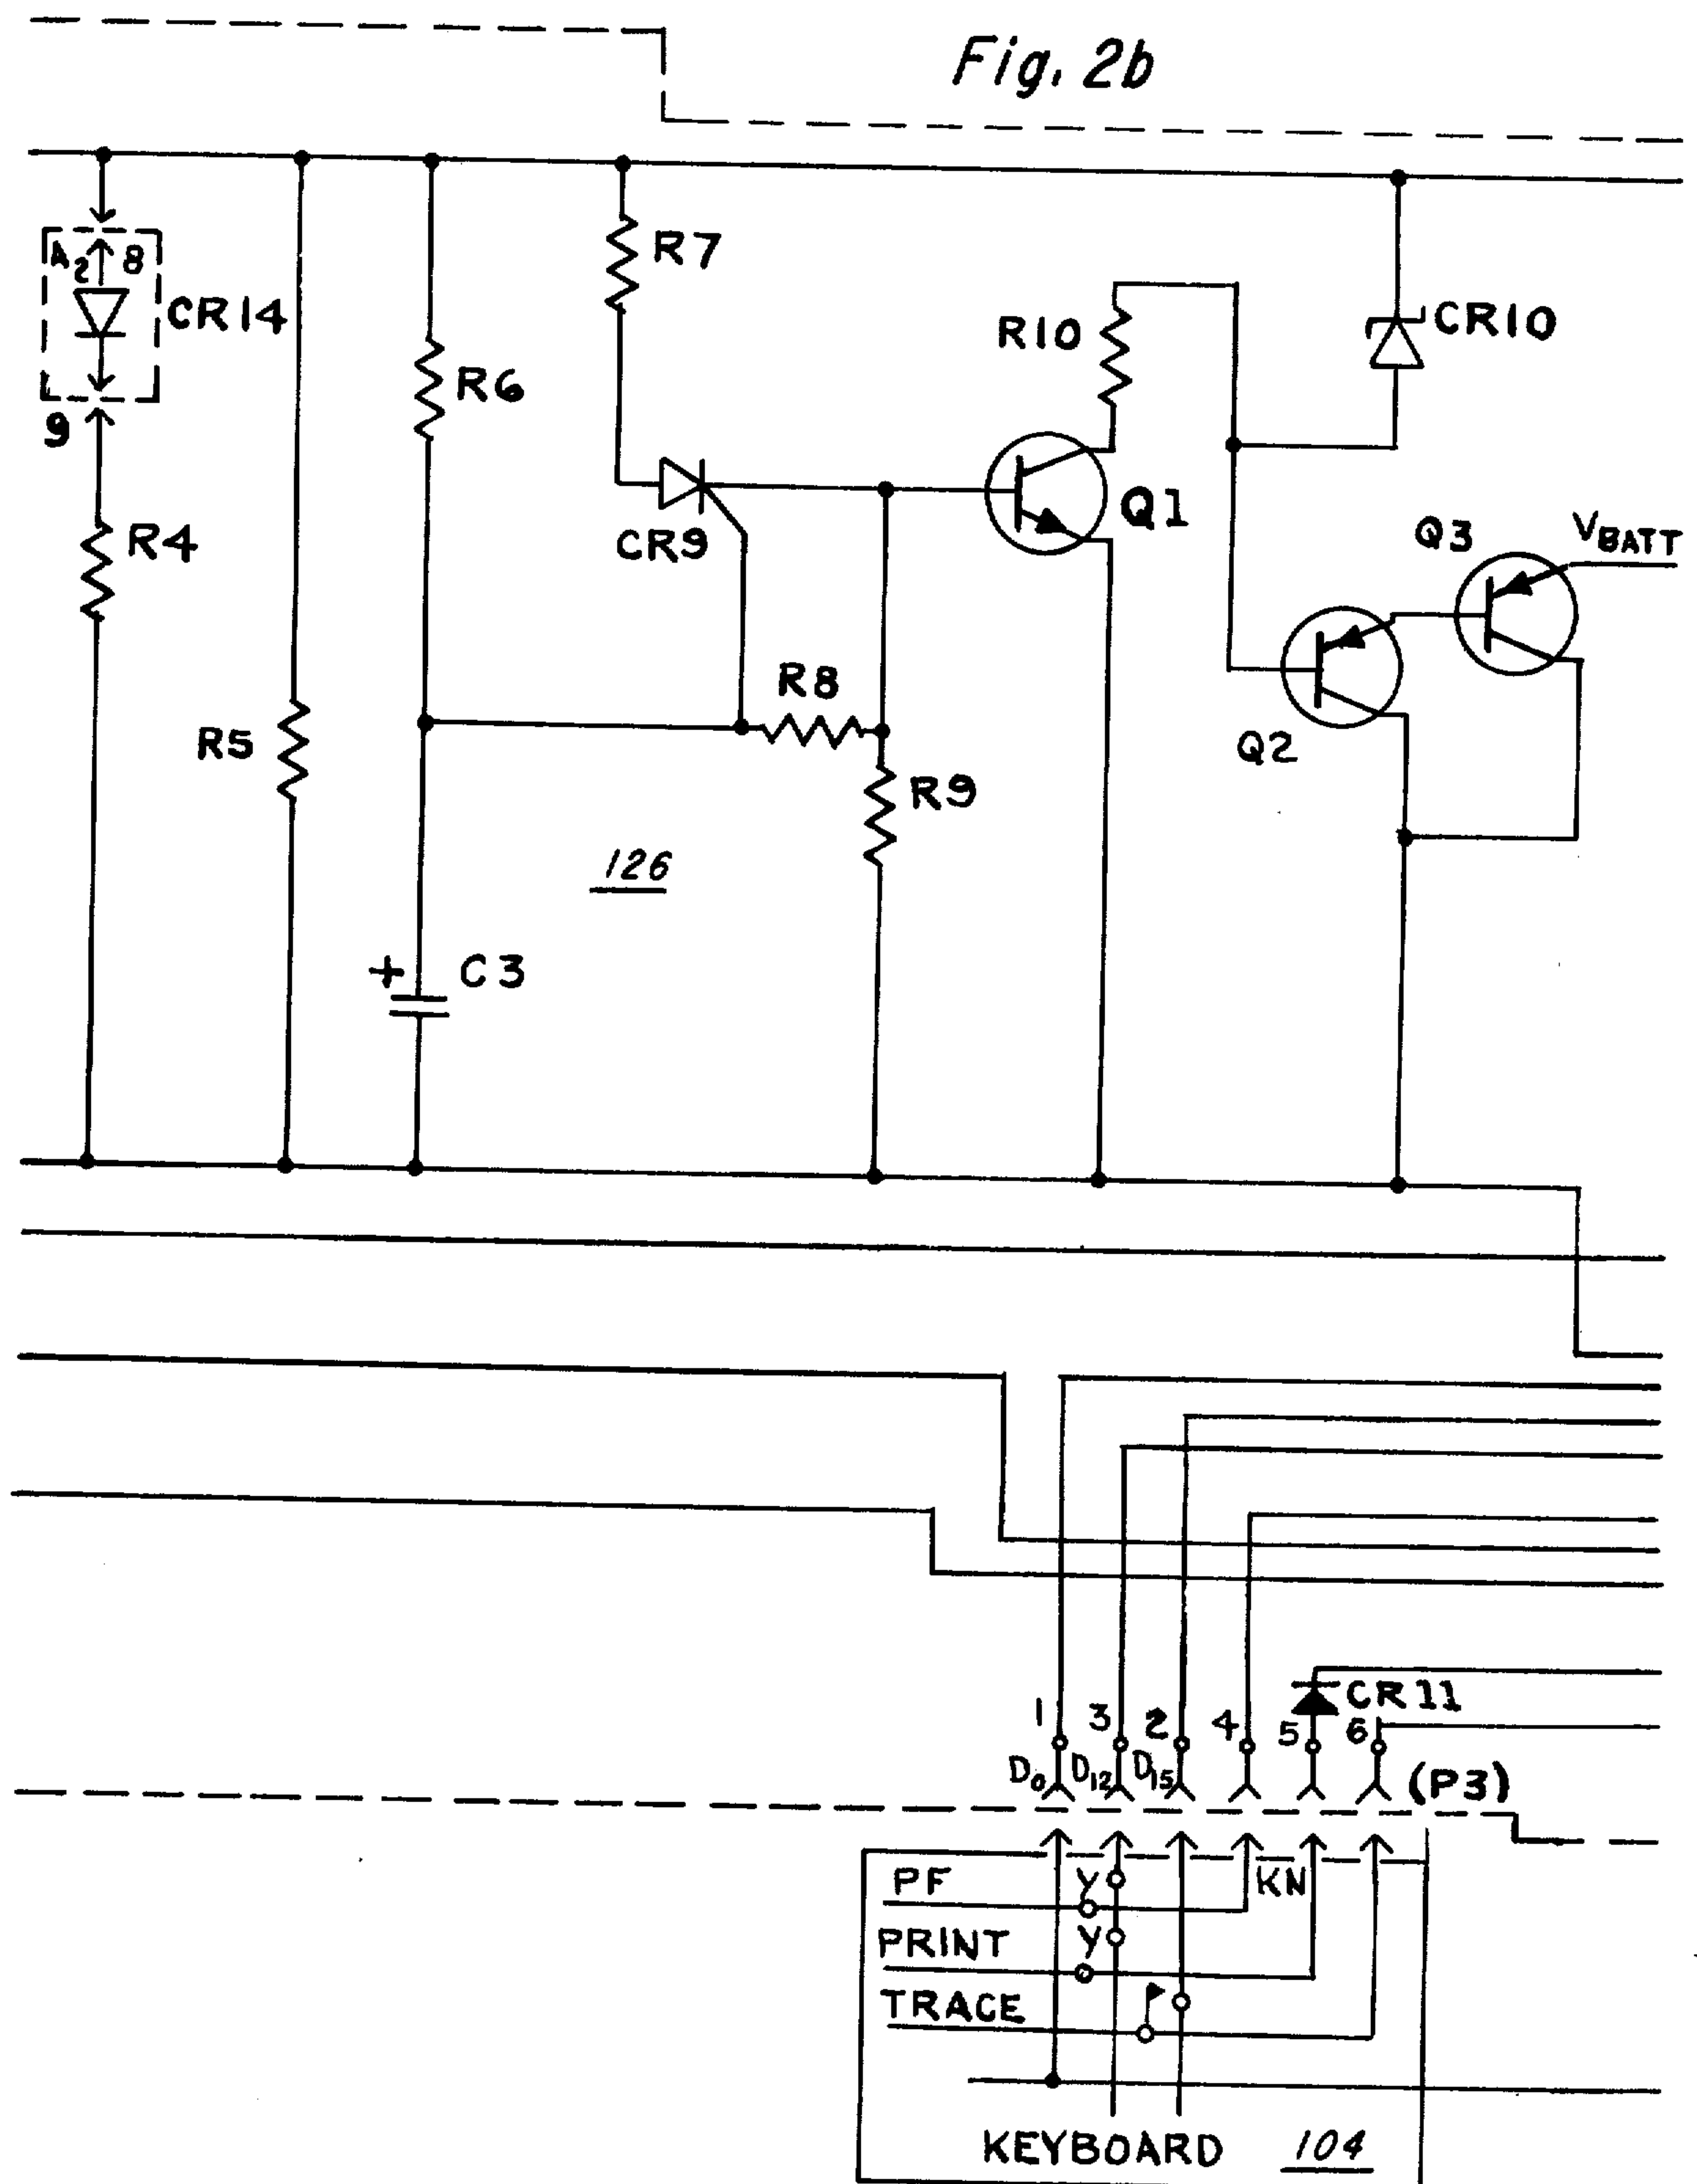 Fig. 2b
A2 8
CR14
9
R4
R5
R6
R7
CR9
R8
R9
126
+ C3
R10
Q1
CR10
Q3
VBATT
Q2
1 3 2 4 5 6
CR11
D0 D12 D15
(P3)
PF Y KN
PRINT Y
TRACE
KEYBOARD 104